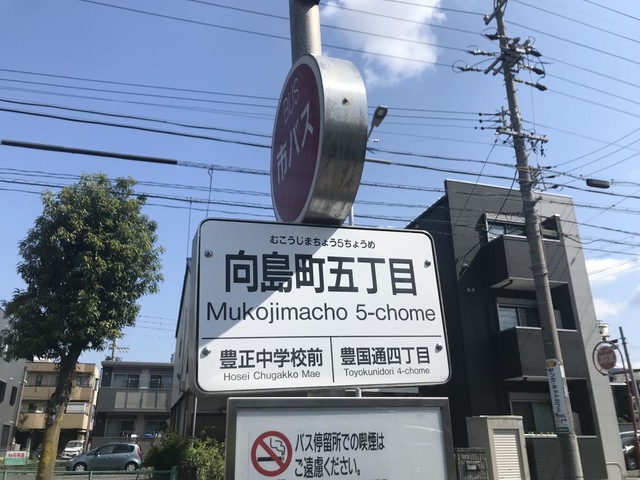 BUS
市バス
むこうじまちょう5ちょうめ
向島町五丁目
Mukojimacho 5-chome
豊正中学校前
Hosei Chugakko Mae
豊国通四丁目
Toyokunidori 4-chome
バス停留所での喫煙は
ご遠慮ください。